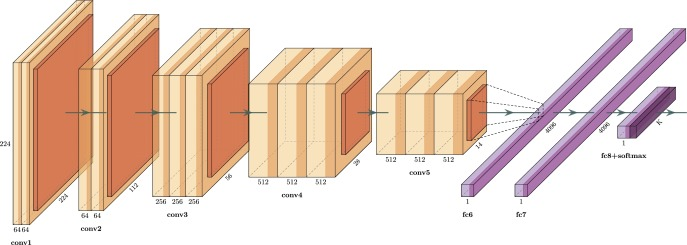 224
224
64 64
conv1
112
64 64
conv2
56
256 256 256
conv3
28
512 512 512
conv4
14
512 512 512
conv5
4096
1
fc6
4096
1
fc7
K
1
fc8+softmax